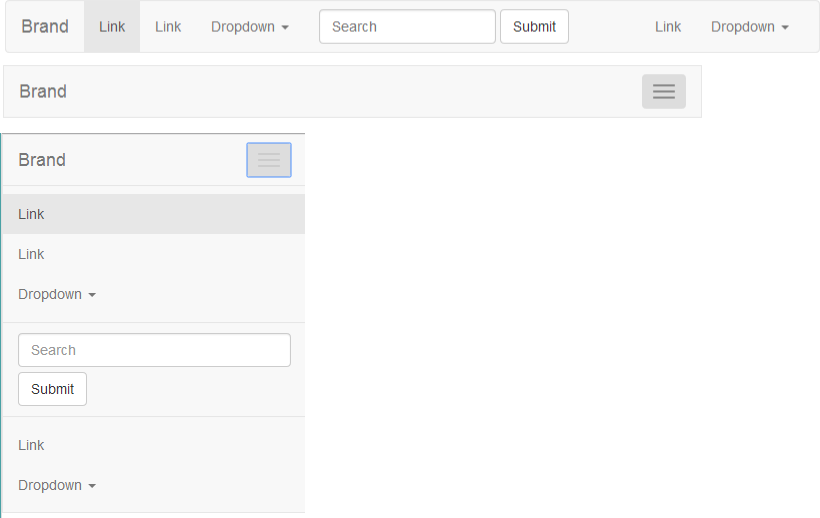 Brand Link Link Dropdown Search Submit Link Dropdown
Brand
Brand
Link
Link
Dropdown
Search
Submit
Link
Dropdown